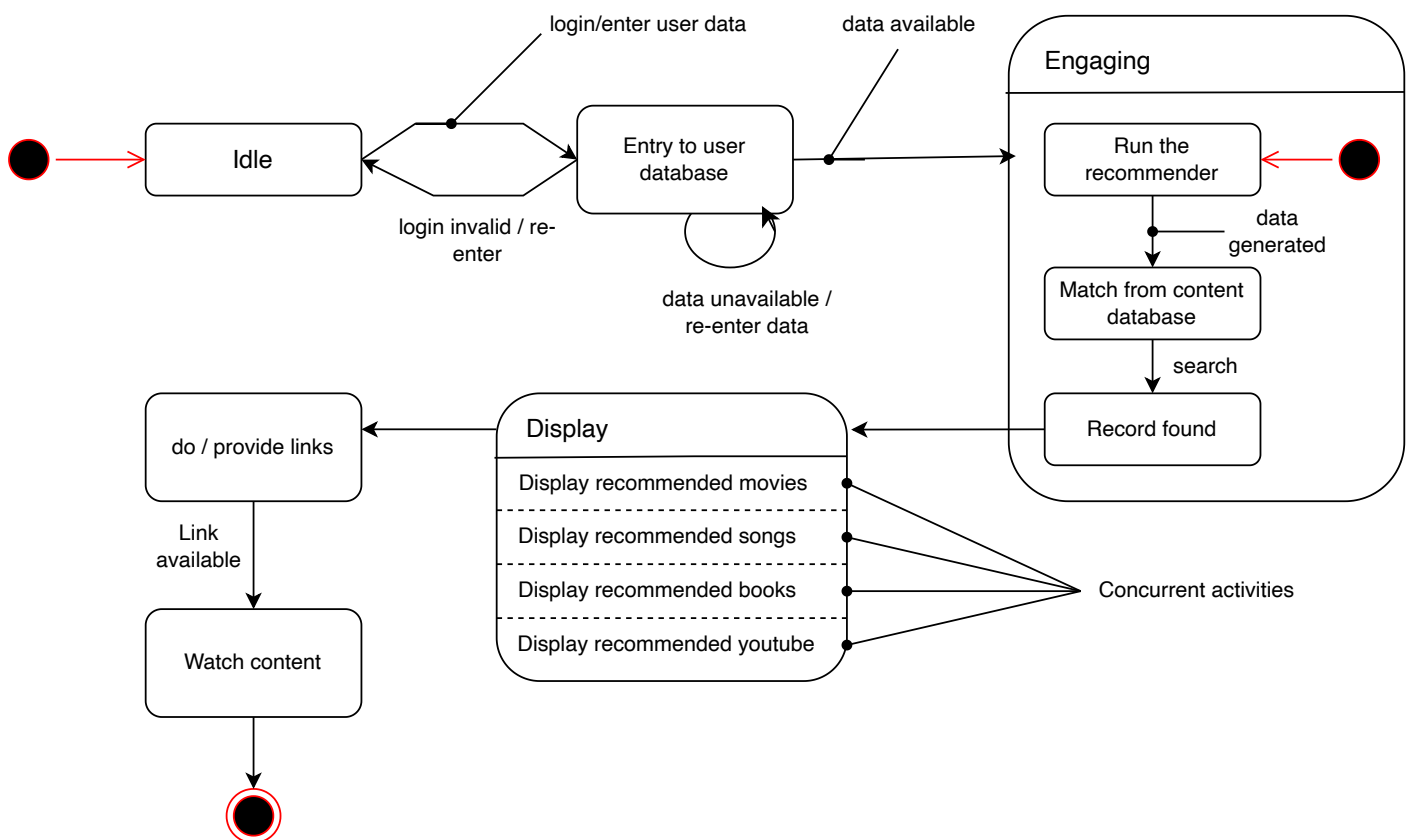 login/enter user data
data available
Engaging
Idle
Entry to user
database
Run the
recommender
login invalid / re-
enter
data
generated
data unavailable /
re-enter data
Match from content
database
search
do / provide links
Display
Record found
Display recommended movies
Display recommended songs
Display recommended books
Display recommended youtube
Concurrent activities
Link
available
Watch content